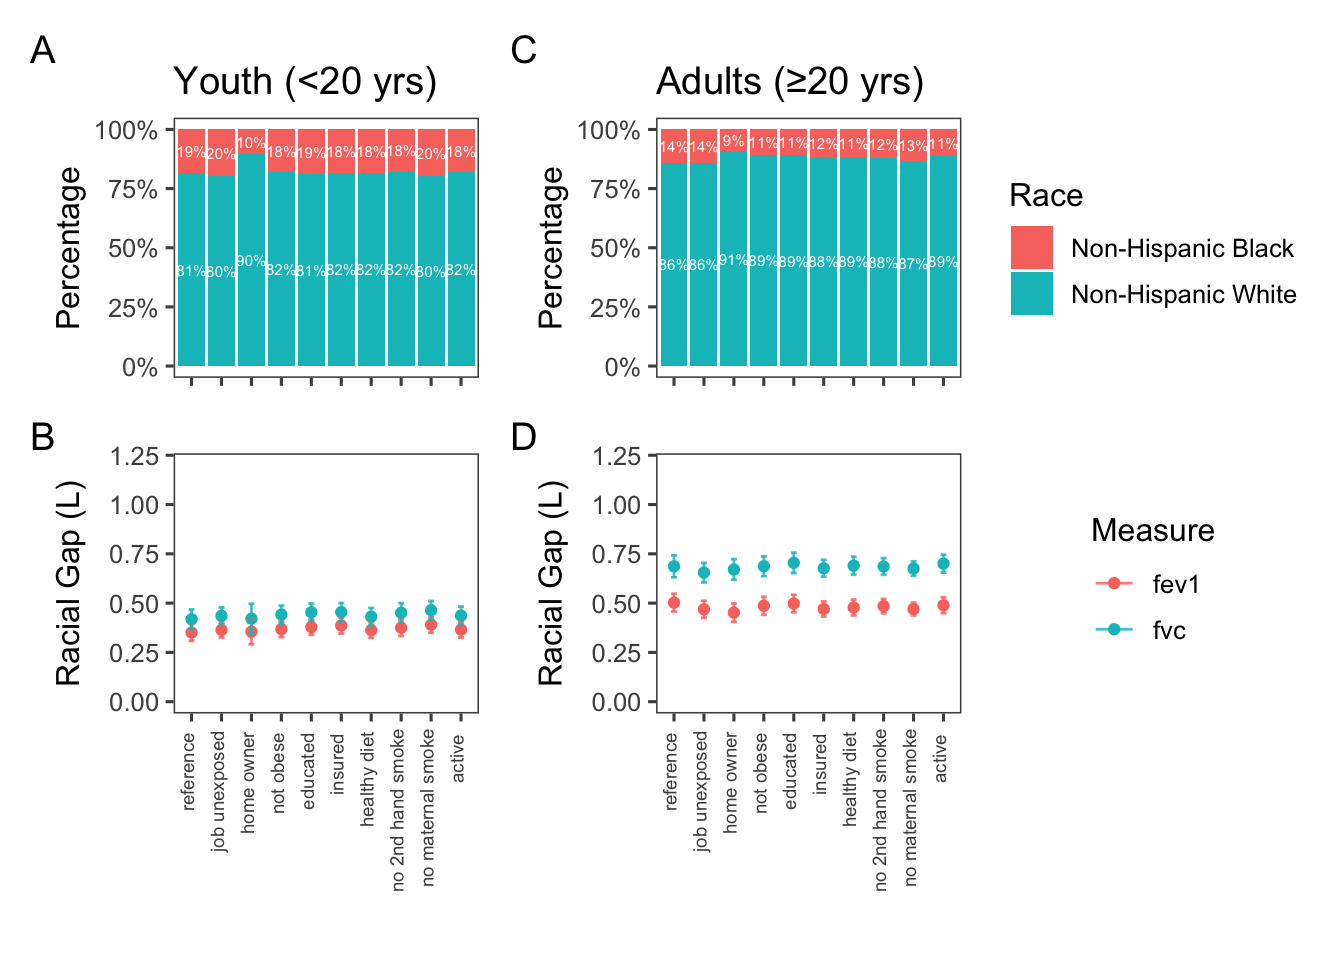 A
Youth (<20 yrs)
100%
75%
50%
25%
0%
Percentage
19% 20% 10% 18% 19% 18% 18% 18% 20% 18%
81% 80% 90% 82% 81% 82% 82% 82% 80% 82%
C
Adults (≥20 yrs)
100%
75%
50%
25%
0%
Percentage
14% 14% 9% 11% 11% 12% 11% 12% 13% 11%
86% 86% 91% 89% 89% 88% 89% 88% 87% 89%
Race
Non-Hispanic Black
Non-Hispanic White
B
1.25
1.00
0.75
0.50
0.25
0.00
Racial Gap (L)
reference
job unexposed
home owner
not obese
educated
insured
healthy diet
no 2nd hand smoke
no maternal smoke
active
D
1.25
1.00
0.75
0.50
0.25
0.00
Racial Gap (L)
reference
job unexposed
home owner
not obese
educated
insured
healthy diet
no 2nd hand smoke
no maternal smoke
active
Measure
fev1
fvc